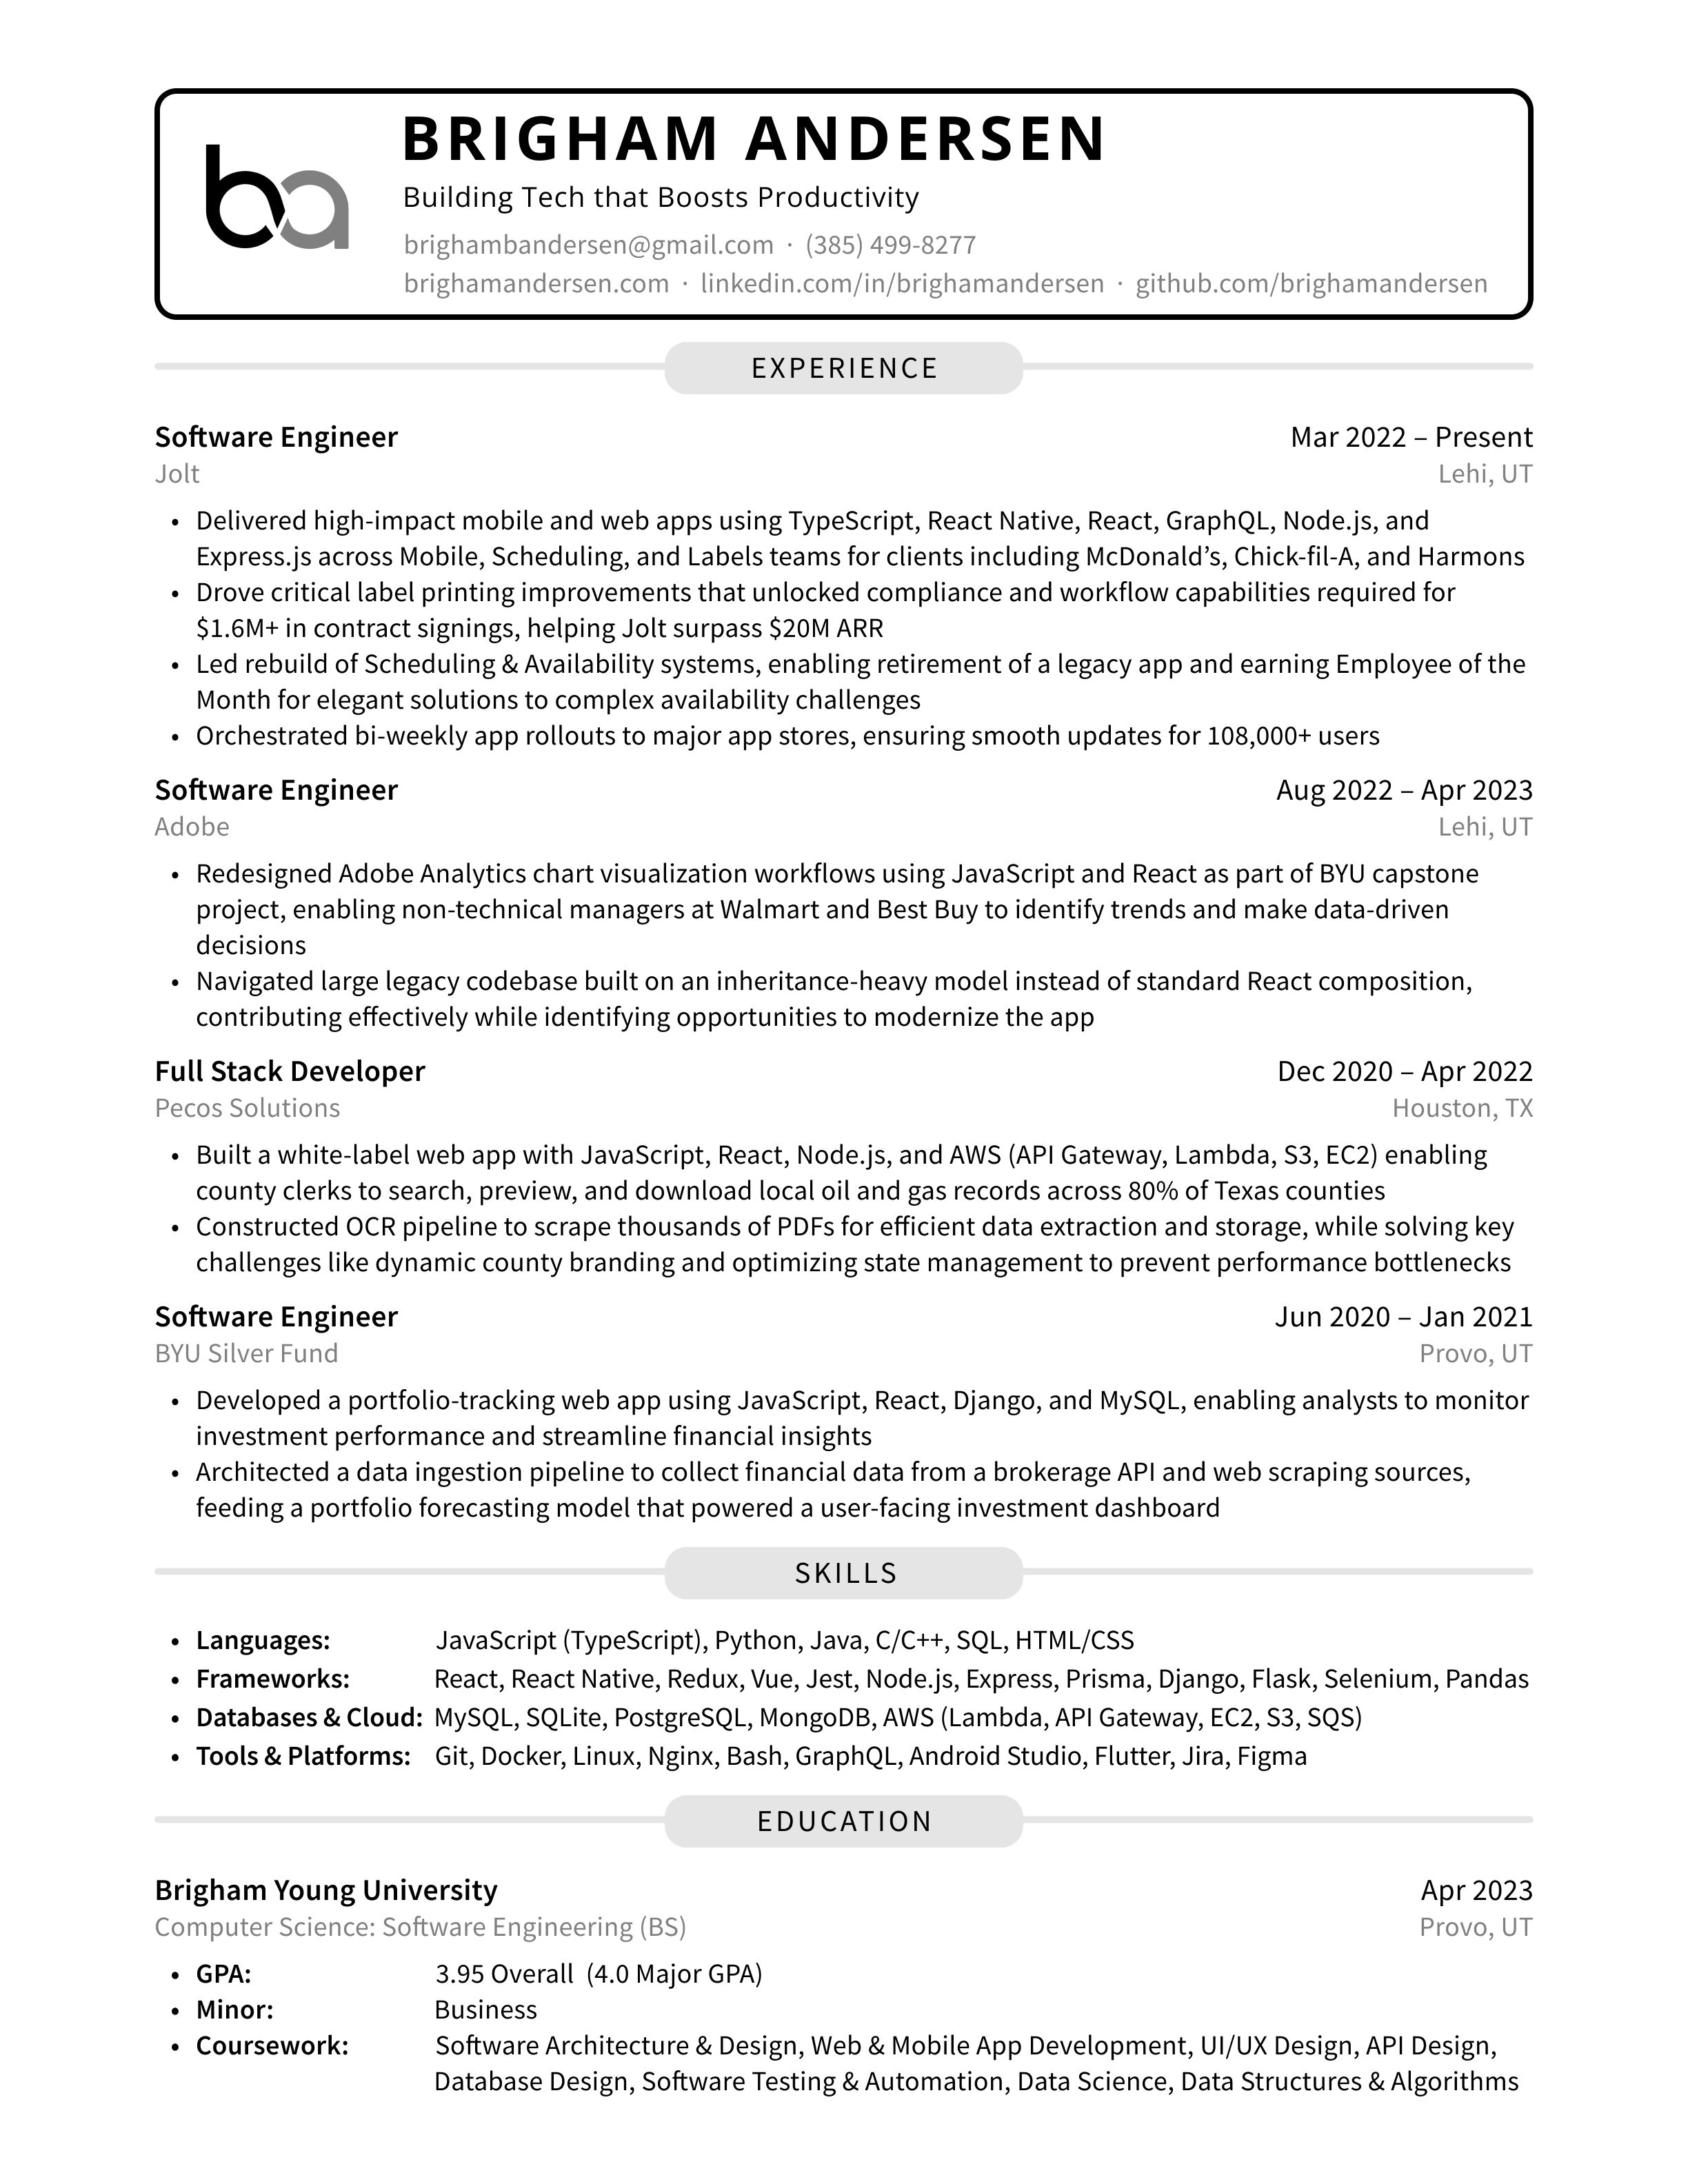 ba
BRIGHAM ANDERSEN
Building Tech that Boosts Productivity
brighambandersen@gmail.com · (385) 499-8277
brighamandersen.com · linkedin.com/in/brighamandersen · github.com/brighamandersen
EXPERIENCE
Software Engineer Mar 2022 – Present
Jolt Lehi, UT
• Delivered high-impact mobile and web apps using TypeScript, React Native, React, GraphQL, Node.js, and
Express.js across Mobile, Scheduling, and Labels teams for clients including McDonald’s, Chick-fil-A, and Harmons
• Drove critical label printing improvements that unlocked compliance and workflow capabilities required for
$1.6M+ in contract signings, helping Jolt surpass $20M ARR
• Led rebuild of Scheduling & Availability systems, enabling retirement of a legacy app and earning Employee of the
Month for elegant solutions to complex availability challenges
• Orchestrated bi-weekly app rollouts to major app stores, ensuring smooth updates for 108,000+ users
Software Engineer Aug 2022 – Apr 2023
Adobe Lehi, UT
• Redesigned Adobe Analytics chart visualization workflows using JavaScript and React as part of BYU capstone
project, enabling non-technical managers at Walmart and Best Buy to identify trends and make data-driven
decisions
• Navigated large legacy codebase built on an inheritance-heavy model instead of standard React composition,
contributing effectively while identifying opportunities to modernize the app
Full Stack Developer Dec 2020 – Apr 2022
Pecos Solutions Houston, TX
• Built a white-label web app with JavaScript, React, Node.js, and AWS (API Gateway, Lambda, S3, EC2) enabling
county clerks to search, preview, and download local oil and gas records across 80% of Texas counties
• Constructed OCR pipeline to scrape thousands of PDFs for efficient data extraction and storage, while solving key
challenges like dynamic county branding and optimizing state management to prevent performance bottlenecks
Software Engineer Jun 2020 – Jan 2021
BYU Silver Fund Provo, UT
• Developed a portfolio-tracking web app using JavaScript, React, Django, and MySQL, enabling analysts to monitor
investment performance and streamline financial insights
• Architected a data ingestion pipeline to collect financial data from a brokerage API and web scraping sources,
feeding a portfolio forecasting model that powered a user-facing investment dashboard
SKILLS
• Languages: JavaScript (TypeScript), Python, Java, C/C++, SQL, HTML/CSS
• Frameworks: React, React Native, Redux, Vue, Jest, Node.js, Express, Prisma, Django, Flask, Selenium, Pandas
• Databases & Cloud: MySQL, SQLite, PostgreSQL, MongoDB, AWS (Lambda, API Gateway, EC2, S3, SQS)
• Tools & Platforms: Git, Docker, Linux, Nginx, Bash, GraphQL, Android Studio, Flutter, Jira, Figma
EDUCATION
Brigham Young University Apr 2023
Computer Science: Software Engineering (BS) Provo, UT
• GPA: 3.95 Overall (4.0 Major GPA)
• Minor: Business
• Coursework: Software Architecture & Design, Web & Mobile App Development, UI/UX Design, API Design,
Database Design, Software Testing & Automation, Data Science, Data Structures & Algorithms